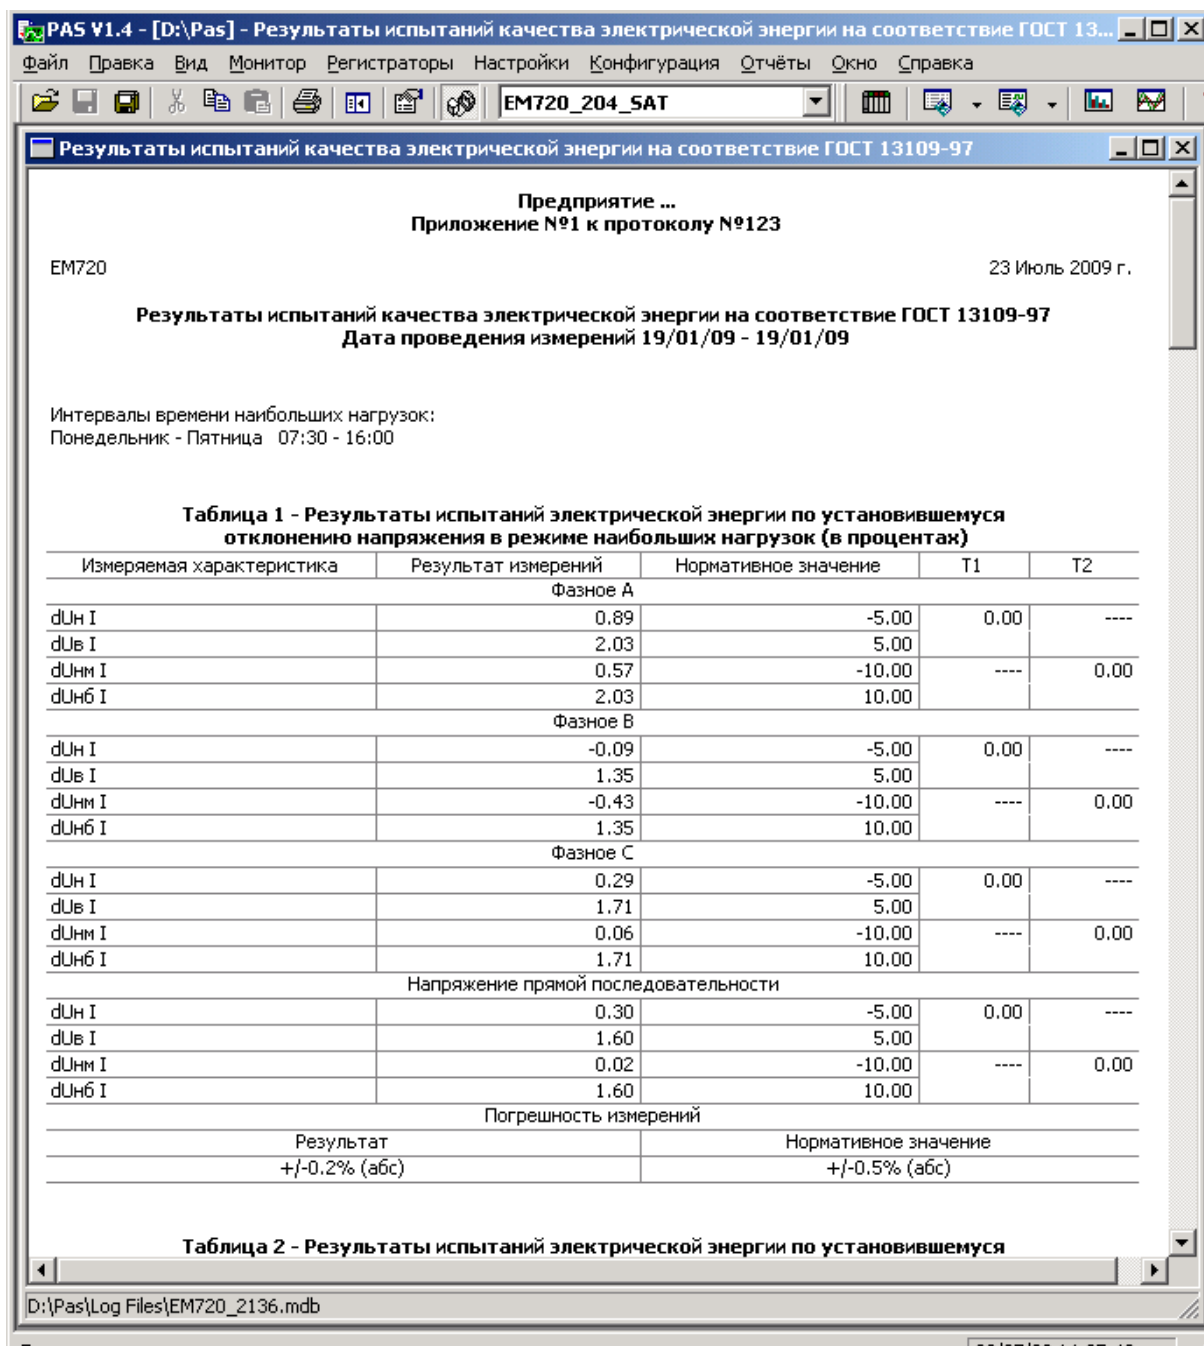 PAS V1.4 - [D:\Pas] - Результаты испытаний качества электрической энергии на соответствие ГОСТ 13...
Файл Правка Вид Монитор Регистраторы Настройки Конфигурация Отчёты Окно Справка
EM720_204_SAT
Результаты испытаний качества электрической энергии на соответствие ГОСТ 13109-97
Предприятие ...
Приложение №1 к протоколу №123
EM720 23 Июль 2009 г.
Результаты испытаний качества электрической энергии на соответствие ГОСТ 13109-97
Дата проведения измерений 19/01/09 - 19/01/09
Интервалы времени наибольших нагрузок:
Понедельник - Пятница 07:30 - 16:00
Таблица 1 - Результаты испытаний электрической энергии по установившемуся
отклонению напряжения в режиме наибольших нагрузок (в процентах)
Измеряемая характеристика Результат измерений Нормативное значение T1 T2
Фазное A
dUн I 0.89 -5.00 0.00 ----
dUв I 2.03 5.00
dUнм I 0.57 -10.00 ---- 0.00
dUнб I 2.03 10.00
Фазное B
dUн I -0.09 -5.00 0.00 ----
dUв I 1.35 5.00
dUнм I -0.43 -10.00 ---- 0.00
dUнб I 1.35 10.00
Фазное C
dUн I 0.29 -5.00 0.00 ----
dUв I 1.71 5.00
dUнм I 0.06 -10.00 ---- 0.00
dUнб I 1.71 10.00
Напряжение прямой последовательности
dUн I 0.30 -5.00 0.00 ----
dUв I 1.60 5.00
dUнм I 0.02 -10.00 ---- 0.00
dUнб I 1.60 10.00
Погрешность измерений
Результат Нормативное значение
+/-0.2% (абс) +/-0.5% (абс)
Таблица 2 - Результаты испытаний электрической энергии по установившемуся
D:\Pas\Log Files\EM720_2136.mdb